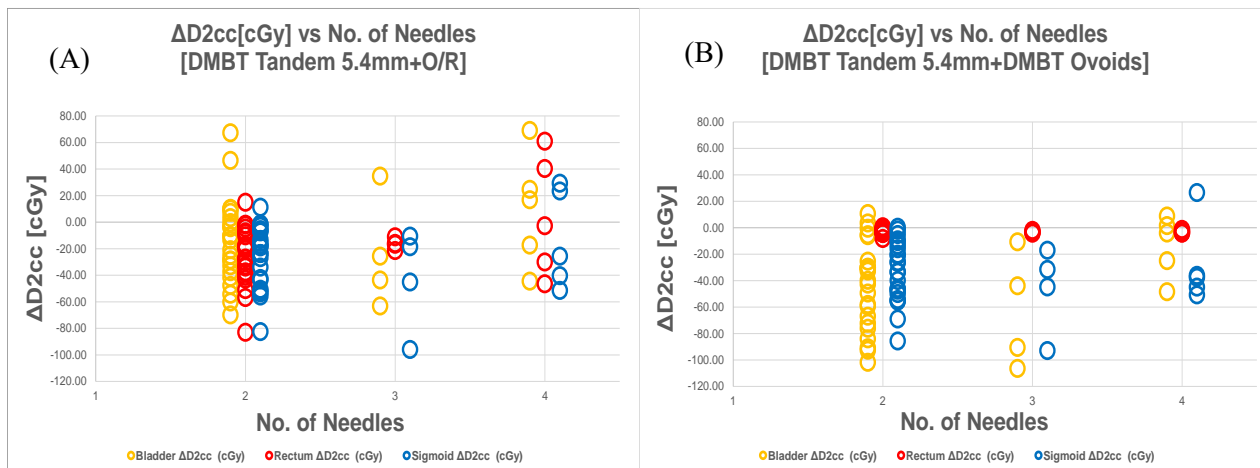 (A)
ΔD2cc[cGy] vs No. of Needles
[DMBT Tandem 5.4mm+O/R]
ΔD2cc [cGy]
80.00
60.00
40.00
20.00
0.00
-20.00
-40.00
-60.00
-80.00
-100.00
-120.00
1 2 3 4
No. of Needles
Bladder ΔD2cc (cGy) Rectum ΔD2cc (cGy) Sigmoid ΔD2cc (cGy)
(B)
ΔD2cc[cGy] vs No. of Needles
[DMBT Tandem 5.4mm+DMBT Ovoids]
ΔD2cc [cGy]
80.00
60.00
40.00
20.00
0.00
-20.00
-40.00
-60.00
-80.00
-100.00
-120.00
1 2 3 4
No. of Needles
Bladder ΔD2cc (cGy) Rectum ΔD2cc (cGy) Sigmoid ΔD2cc (cGy)